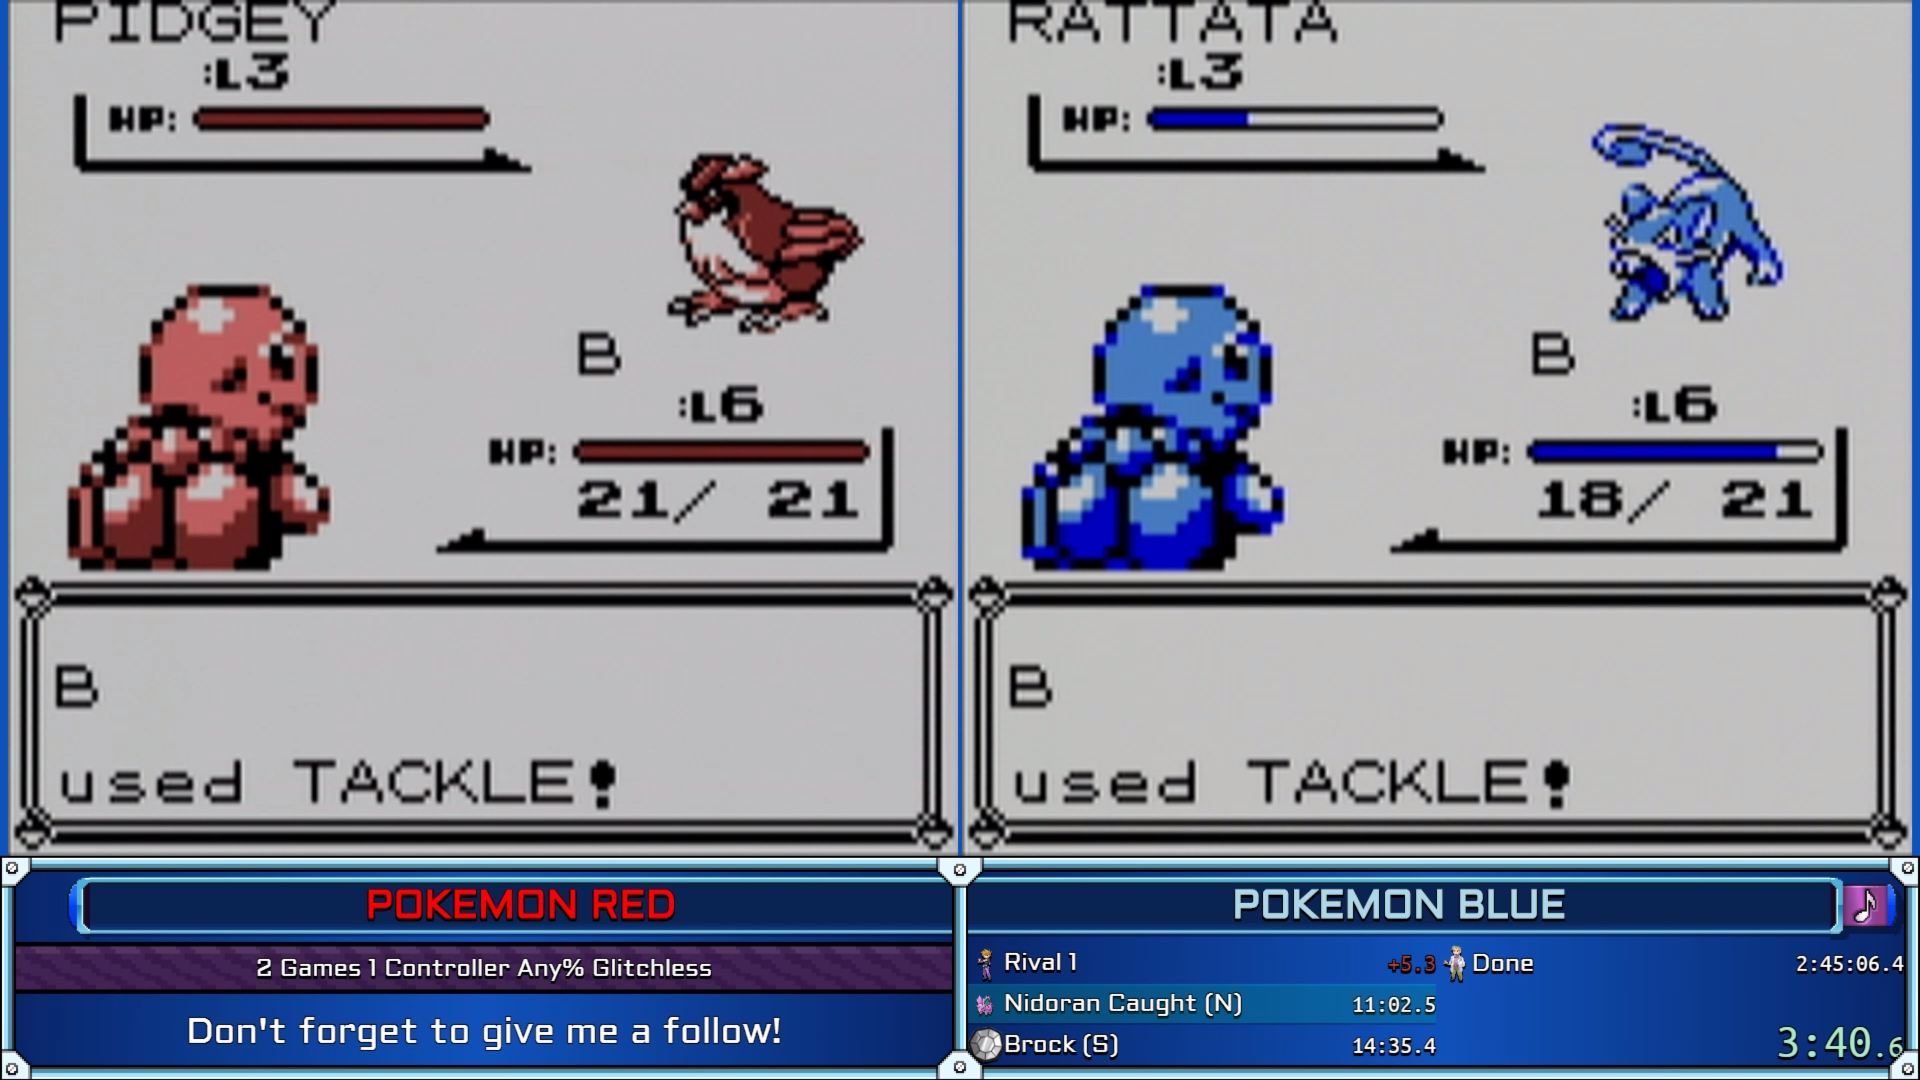 PIDGEY
:L3
HP:
B
:L6
HP:
21/ 21
B
used TACKLE!
RATTATA
:L3
HP:
B
:L6
HP:
18/ 21
B
used TACKLE!
POKEMON RED
2 Games 1 Controller Any% Glitchless
Don't forget to give me a follow!
POKEMON BLUE
Rival 1 +5.3 Done 2:45:06.4
Nidoran Caught (N) 11:02.5
Brock (S) 14:35.4
3:40.6